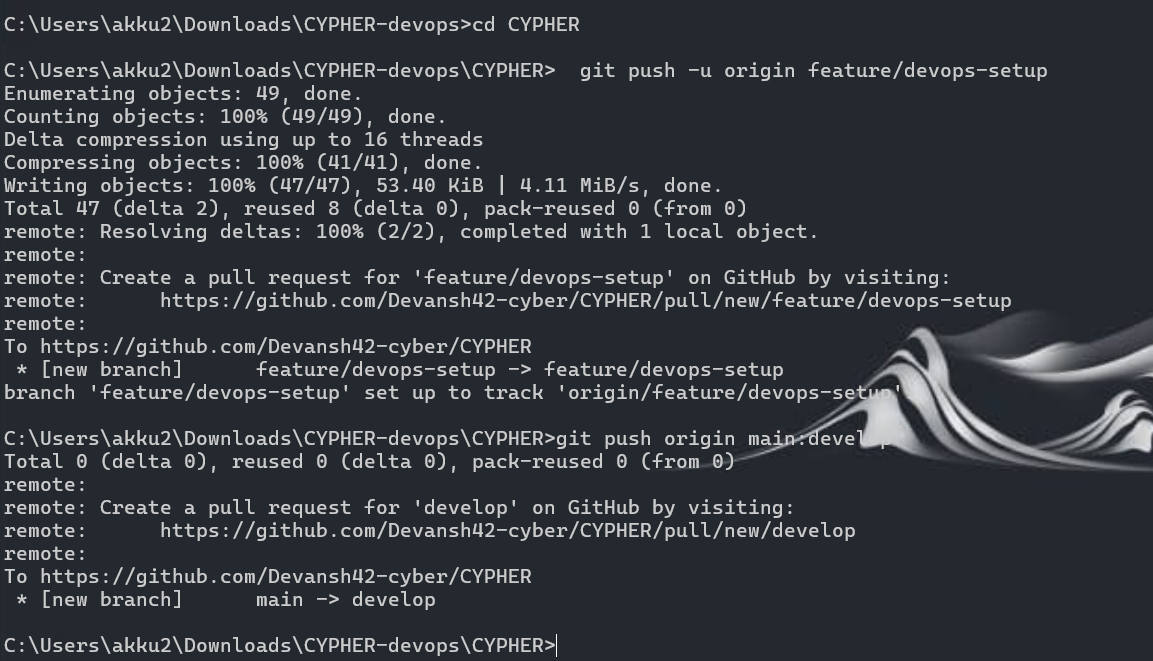 C:\Users\akku2\Downloads\CYPHER-devops>cd CYPHER
C:\Users\akku2\Downloads\CYPHER-devops\CYPHER>  git push -u origin feature/devops-setup
Enumerating objects: 49, done.
Counting objects: 100% (49/49), done.
Delta compression using up to 16 threads
Compressing objects: 100% (41/41), done.
Writing objects: 100% (47/47), 53.40 KiB | 4.11 MiB/s, done.
Total 47 (delta 2), reused 8 (delta 0), pack-reused 0 (from 0)
remote: Resolving deltas: 100% (2/2), completed with 1 local object.
remote:
remote: Create a pull request for 'feature/devops-setup' on GitHub by visiting:
remote:      https://github.com/Devansh42-cyber/CYPHER/pull/new/feature/devops-setup
remote:
To https://github.com/Devansh42-cyber/CYPHER
 * [new branch]      feature/devops-setup -> feature/devops-setup
branch 'feature/devops-setup' set up to track 'origin/feature/devops-setup'
C:\Users\akku2\Downloads\CYPHER-devops\CYPHER>git push origin main:develop
Total 0 (delta 0), reused 0 (delta 0), pack-reused 0 (from 0)
remote:
remote: Create a pull request for 'develop' on GitHub by visiting:
remote:      https://github.com/Devansh42-cyber/CYPHER/pull/new/develop
remote:
To https://github.com/Devansh42-cyber/CYPHER
 * [new branch]      main -> develop
C:\Users\akku2\Downloads\CYPHER-devops\CYPHER>